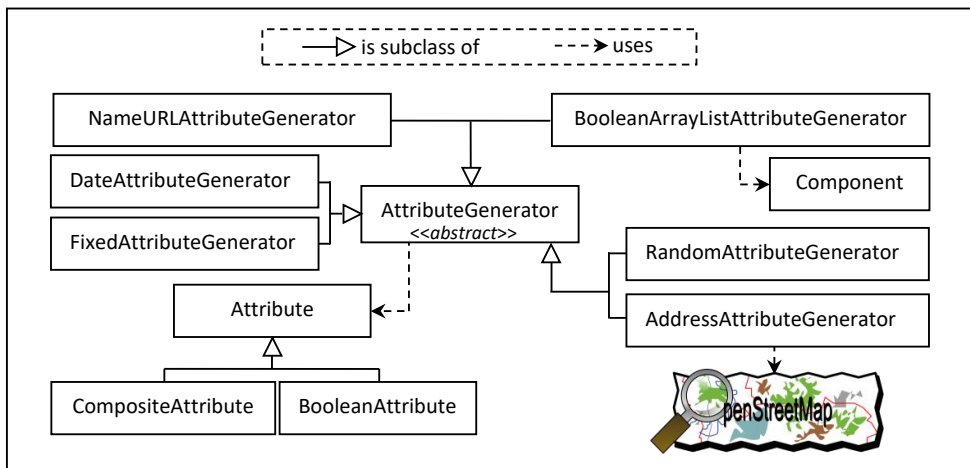 is subclass of
uses
NameURLAttributeGenerator
BooleanArrayListAttributeGenerator
DateAttributeGenerator
Component
AttributeGenerator
<<abstract>>
FixedAttributeGenerator
RandomAttributeGenerator
Attribute
AddressAttributeGenerator
CompositeAttribute
BooleanAttribute
penStreetMap